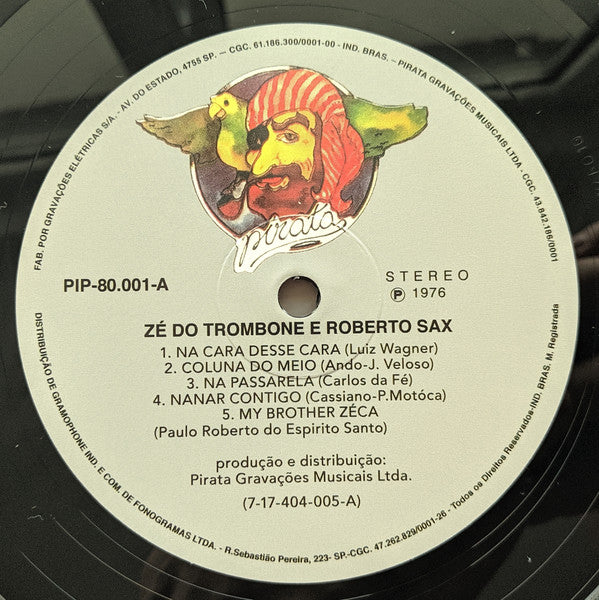 FAB. POR GRAVAÇÕES ELÉTRICAS S/A. - AV. DO ESTADO, 4755 SP. - CGC. 61.186.300/0001-00 - IND. BRAS. - PIRATA GRAVAÇÕES MUSICAIS LTDA. - CGC. 43.842.186/0001
pirata
PIP-80.001-A
STEREO
Ⓟ 1976
ZÉ DO TROMBONE E ROBERTO SAX
1. NA CARA DESSE CARA (Luiz Wagner)
2. COLUNA DO MEIO (Ando-J. Veloso)
3. NA PASSARELA (Carlos da Fé)
4. NANAR CONTIGO (Cassiano-P.Motóca)
5. MY BROTHER ZÉCA
(Paulo Roberto do Espirito Santo)
produção e distribuição:
Pirata Gravações Musicais Ltda.
(7-17-404-005-A)
DISTRIBUIÇÃO DE GRAMOPHONE IND. E COM. DE FONOGRAMAS LTDA. - R.Sebastião Pereira, 223- SP.-CGC. 47.262.829/0001-26 - Todos os Direitos Reservados-IND. BRAS. M. Registrada